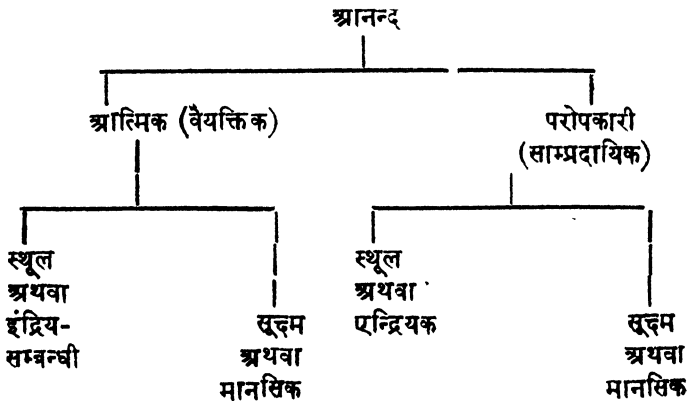 आनन्द
आत्मिक (वैयक्तिक)
परोपकारी
(साम्प्रदायिक)
स्थूल
अथवा
इंद्रिय-
सम्बन्धी
सूक्ष्म
अथवा
मानसिक
स्थूल
अथवा
एन्द्रियक
सूक्ष्म
अथवा
मानसिक